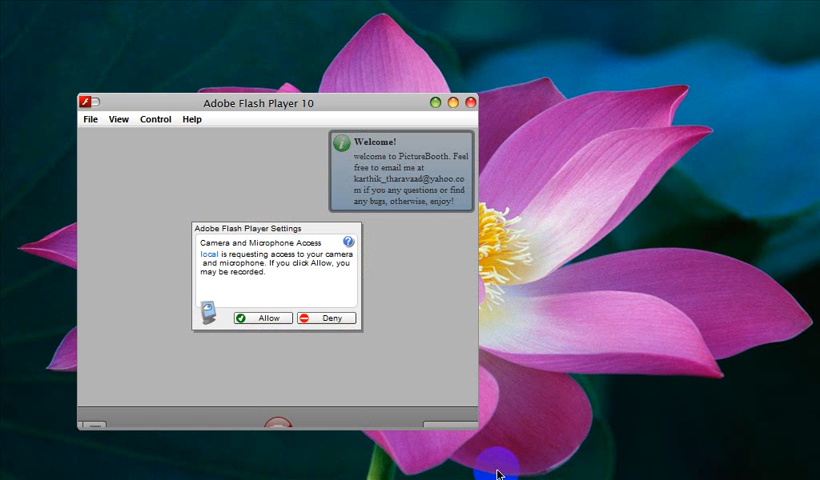 Adobe Flash Player 10
File View Control Help
Welcome!
welcome to PictureBooth. Feel
free to email me at
karthik_tharavaad@yahoo.co
m if you any questions or find
any bugs, otherwise, enjoy!
Adobe Flash Player Settings
Camera and Microphone Access
local is requesting access to your camera
and microphone. If you click Allow, you
may be recorded.
Allow Deny